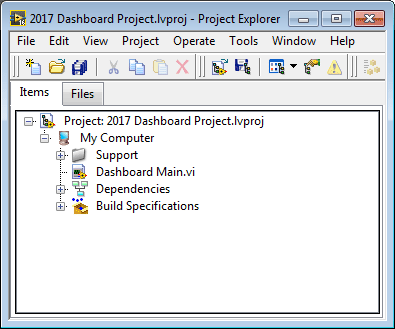 2017 Dashboard Project.lvproj - Project Explorer
File Edit View Project Operate Tools Window Help
Items Files
Project: 2017 Dashboard Project.lvproj
My Computer
Support
Dashboard Main.vi
Dependencies
Build Specifications